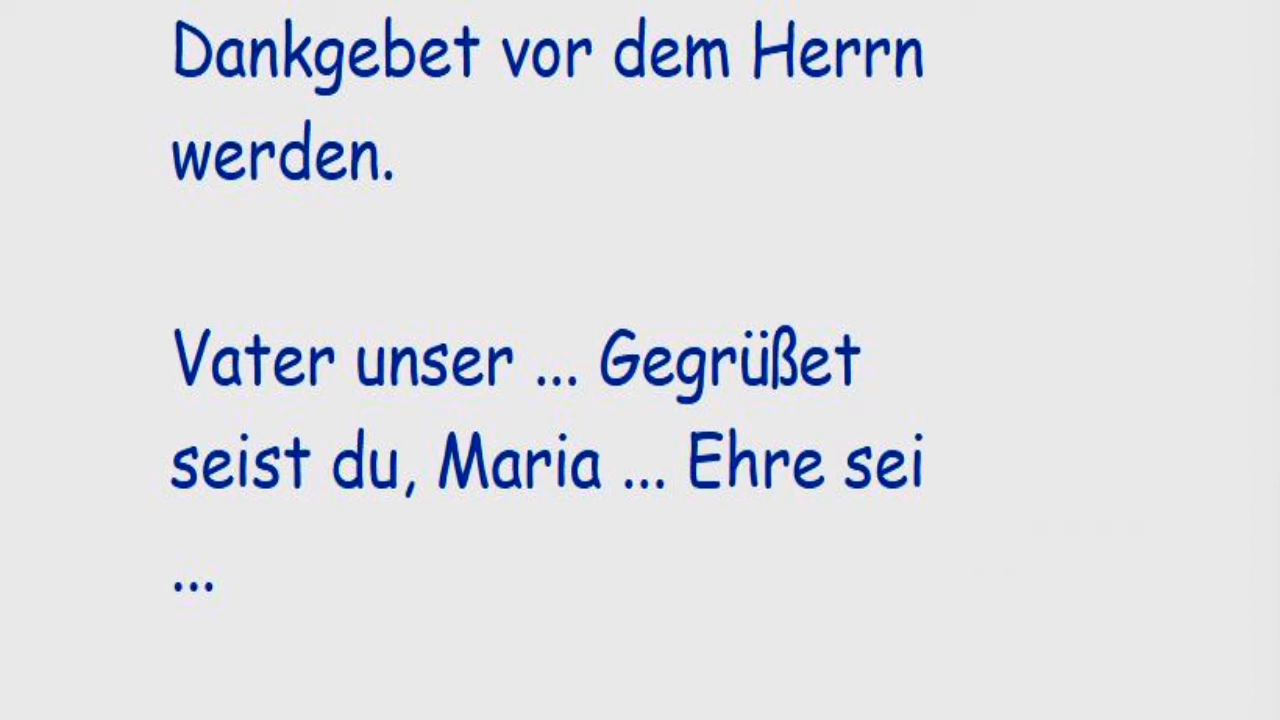 Dankgebet vor dem Herrn
werden.
Vater unser ... Gegrüßet
seist du, Maria ... Ehre sei
...